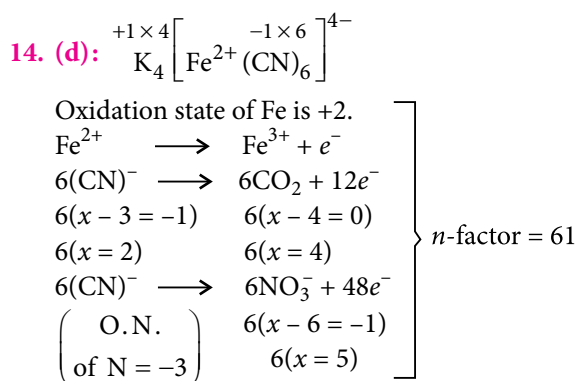 +1 × 4 −1 × 6
14. (d): K₄[Fe²⁺(CN)₆]⁴⁻
Oxidation state of Fe is +2.
Fe²⁺ ⟶ Fe³⁺ + e⁻
6(CN)⁻ ⟶ 6CO₂ + 12e⁻
6(x – 3 = –1) 6(x – 4 = 0)
6(x = 2) 6(x = 4)
n-factor = 61
6(CN)⁻ ⟶ 6NO₃⁻ + 48e⁻
(O.N. 6(x – 6 = –1)
of N = –3) 6(x = 5)